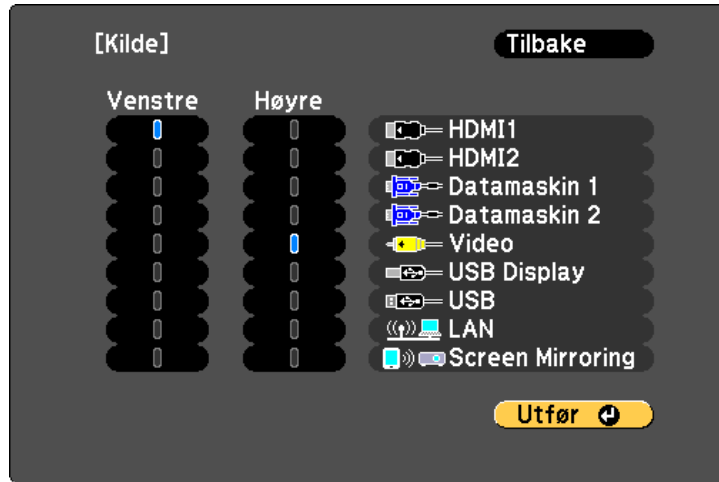 [Kilde] Tilbake
Venstre Høyre
HDMI1
HDMI2
Datamaskin 1
Datamaskin 2
Video
USB Display
USB
LAN
Screen Mirroring
Utfør